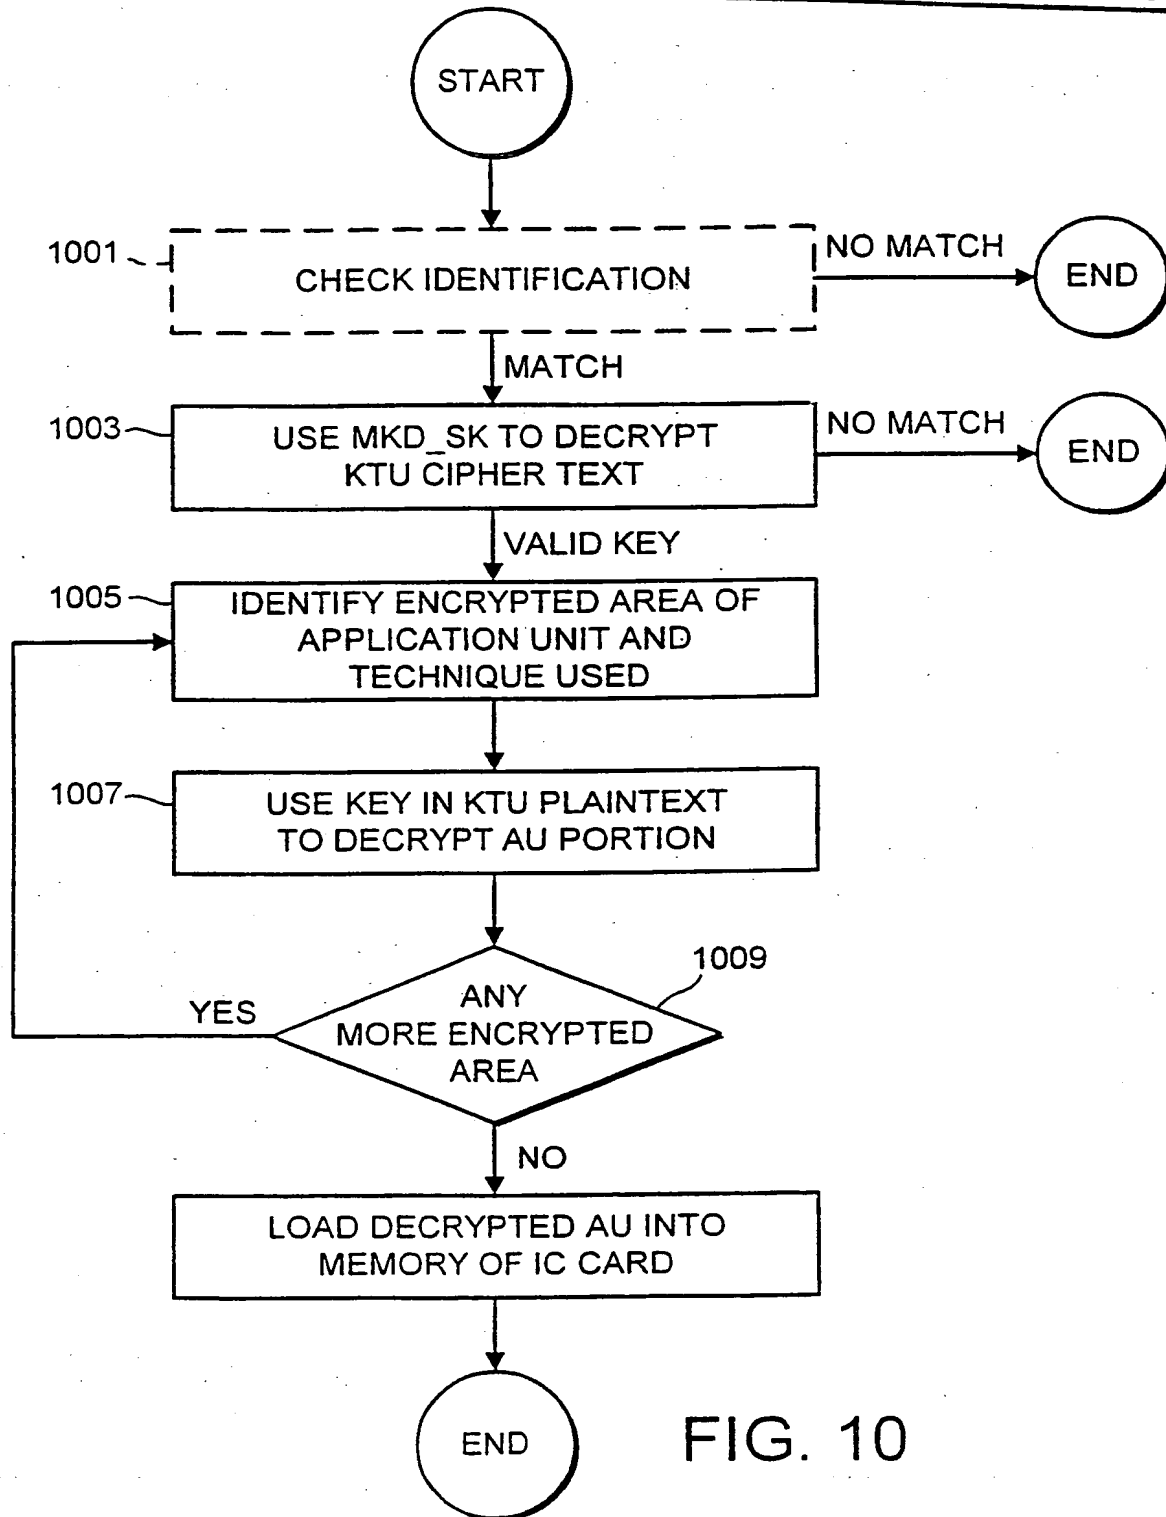 START
1001
CHECK IDENTIFICATION
NO MATCH
END
MATCH
1003
USE MKD_SK TO DECRYPT
KTU CIPHER TEXT
NO MATCH
END
VALID KEY
1005
IDENTIFY ENCRYPTED AREA OF
APPLICATION UNIT AND
TECHNIQUE USED
1007
USE KEY IN KTU PLAINTEXT
TO DECRYPT AU PORTION
1009
YES
ANY
MORE ENCRYPTED
AREA
NO
LOAD DECRYPTED AU INTO
MEMORY OF IC CARD
END
FIG. 10